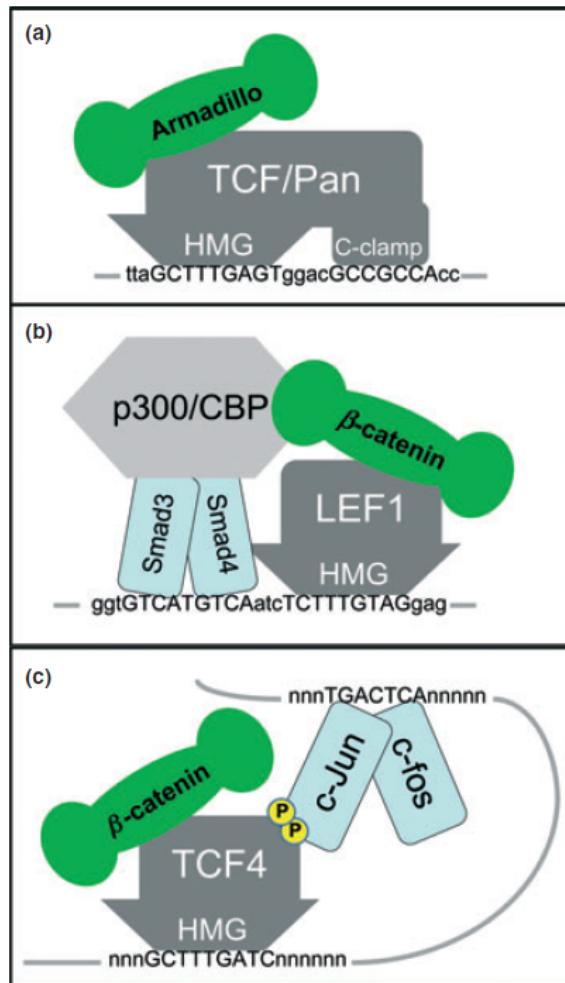 (a)
Armadillo
TCF/Pan
HMG
C-clamp
ttaGCTTTGAGTggacGCCGCCAcc
(b)
p300/CBP
β-catenin
Smad3
Smad4
LEF1
HMG
ggtGTCATGTCAatcTCTTTGTAGgag
(c)
nnnTGACTCAnnnnn
c-Jun
c-fos
β-catenin
P
P
TCF4
HMG
nnnGCTTTGATCnnnnnn